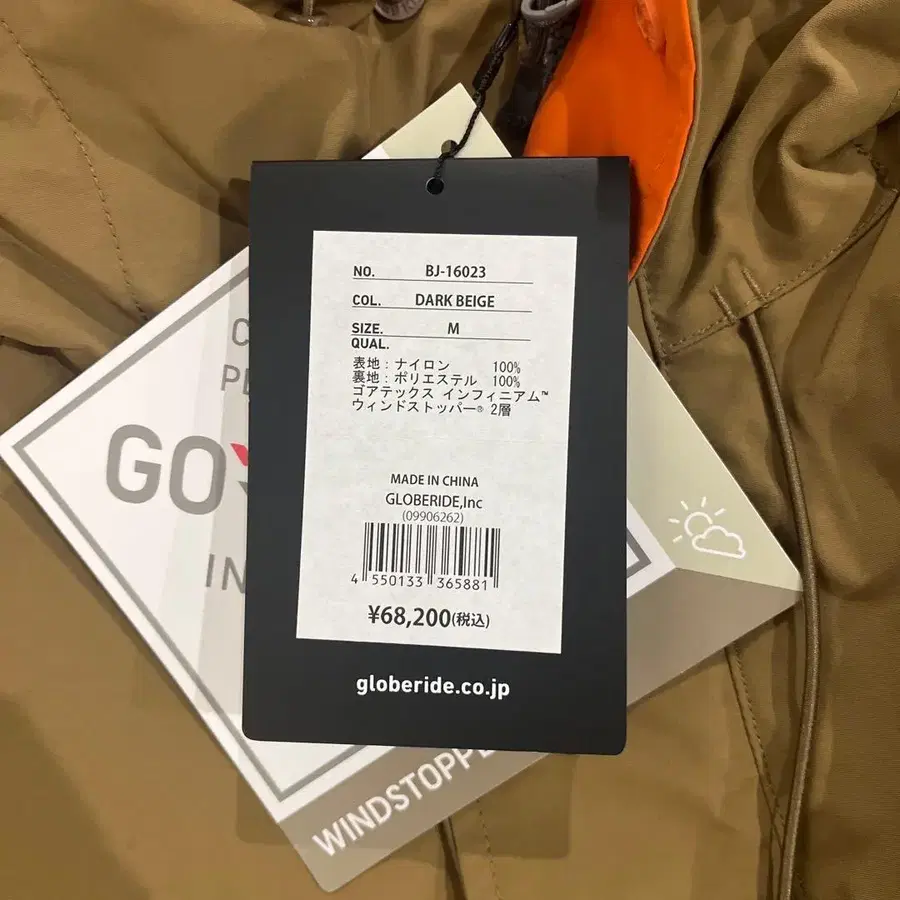 NO. BJ-16023
COL. DARK BEIGE
SIZE. M
QUAL.
表地：ナイロン 100%
裏地：ポリエステル 100%
ゴアテックス インフィニアム™
ウィンドストッパー® 2層
MADE IN CHINA
GLOBERIDE,Inc
(09906262)
4 550133 365881
¥68,200(税込)
globeride.co.jp
GO
IN
WINDSTOPPE